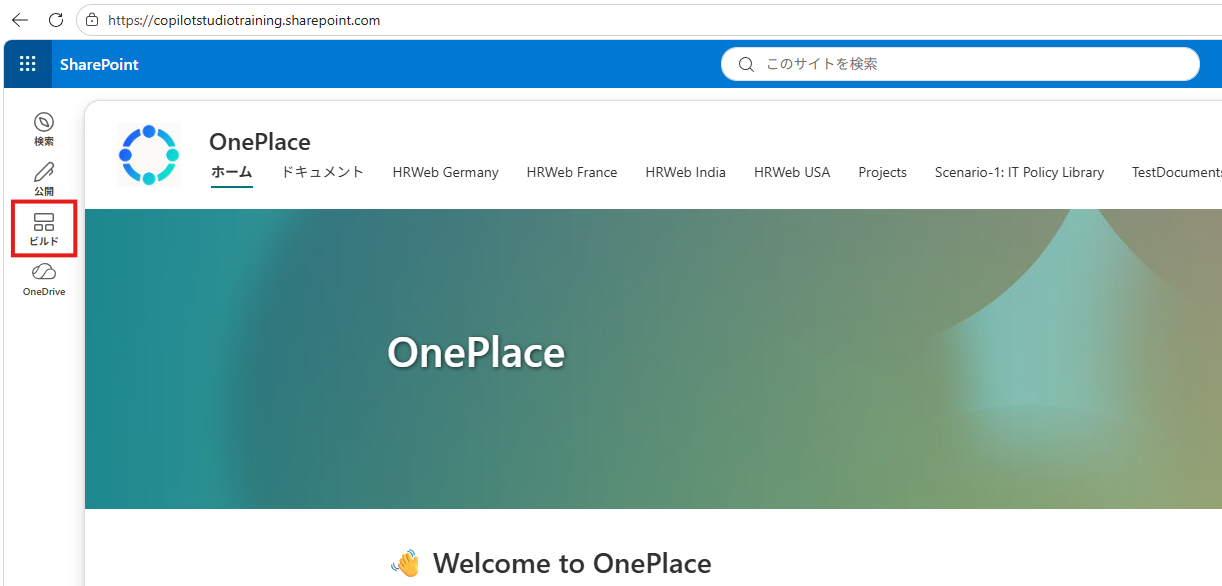 https://copilotstudiotraining.sharepoint.com
SharePoint
このサイトを検索
検索
公開
ビルド
OneDrive
OnePlace
ホーム ドキュメント HRWeb Germany HRWeb France HRWeb India HRWeb USA Projects Scenario-1: IT Policy Library TestDocuments
OnePlace
👋 Welcome to OnePlace